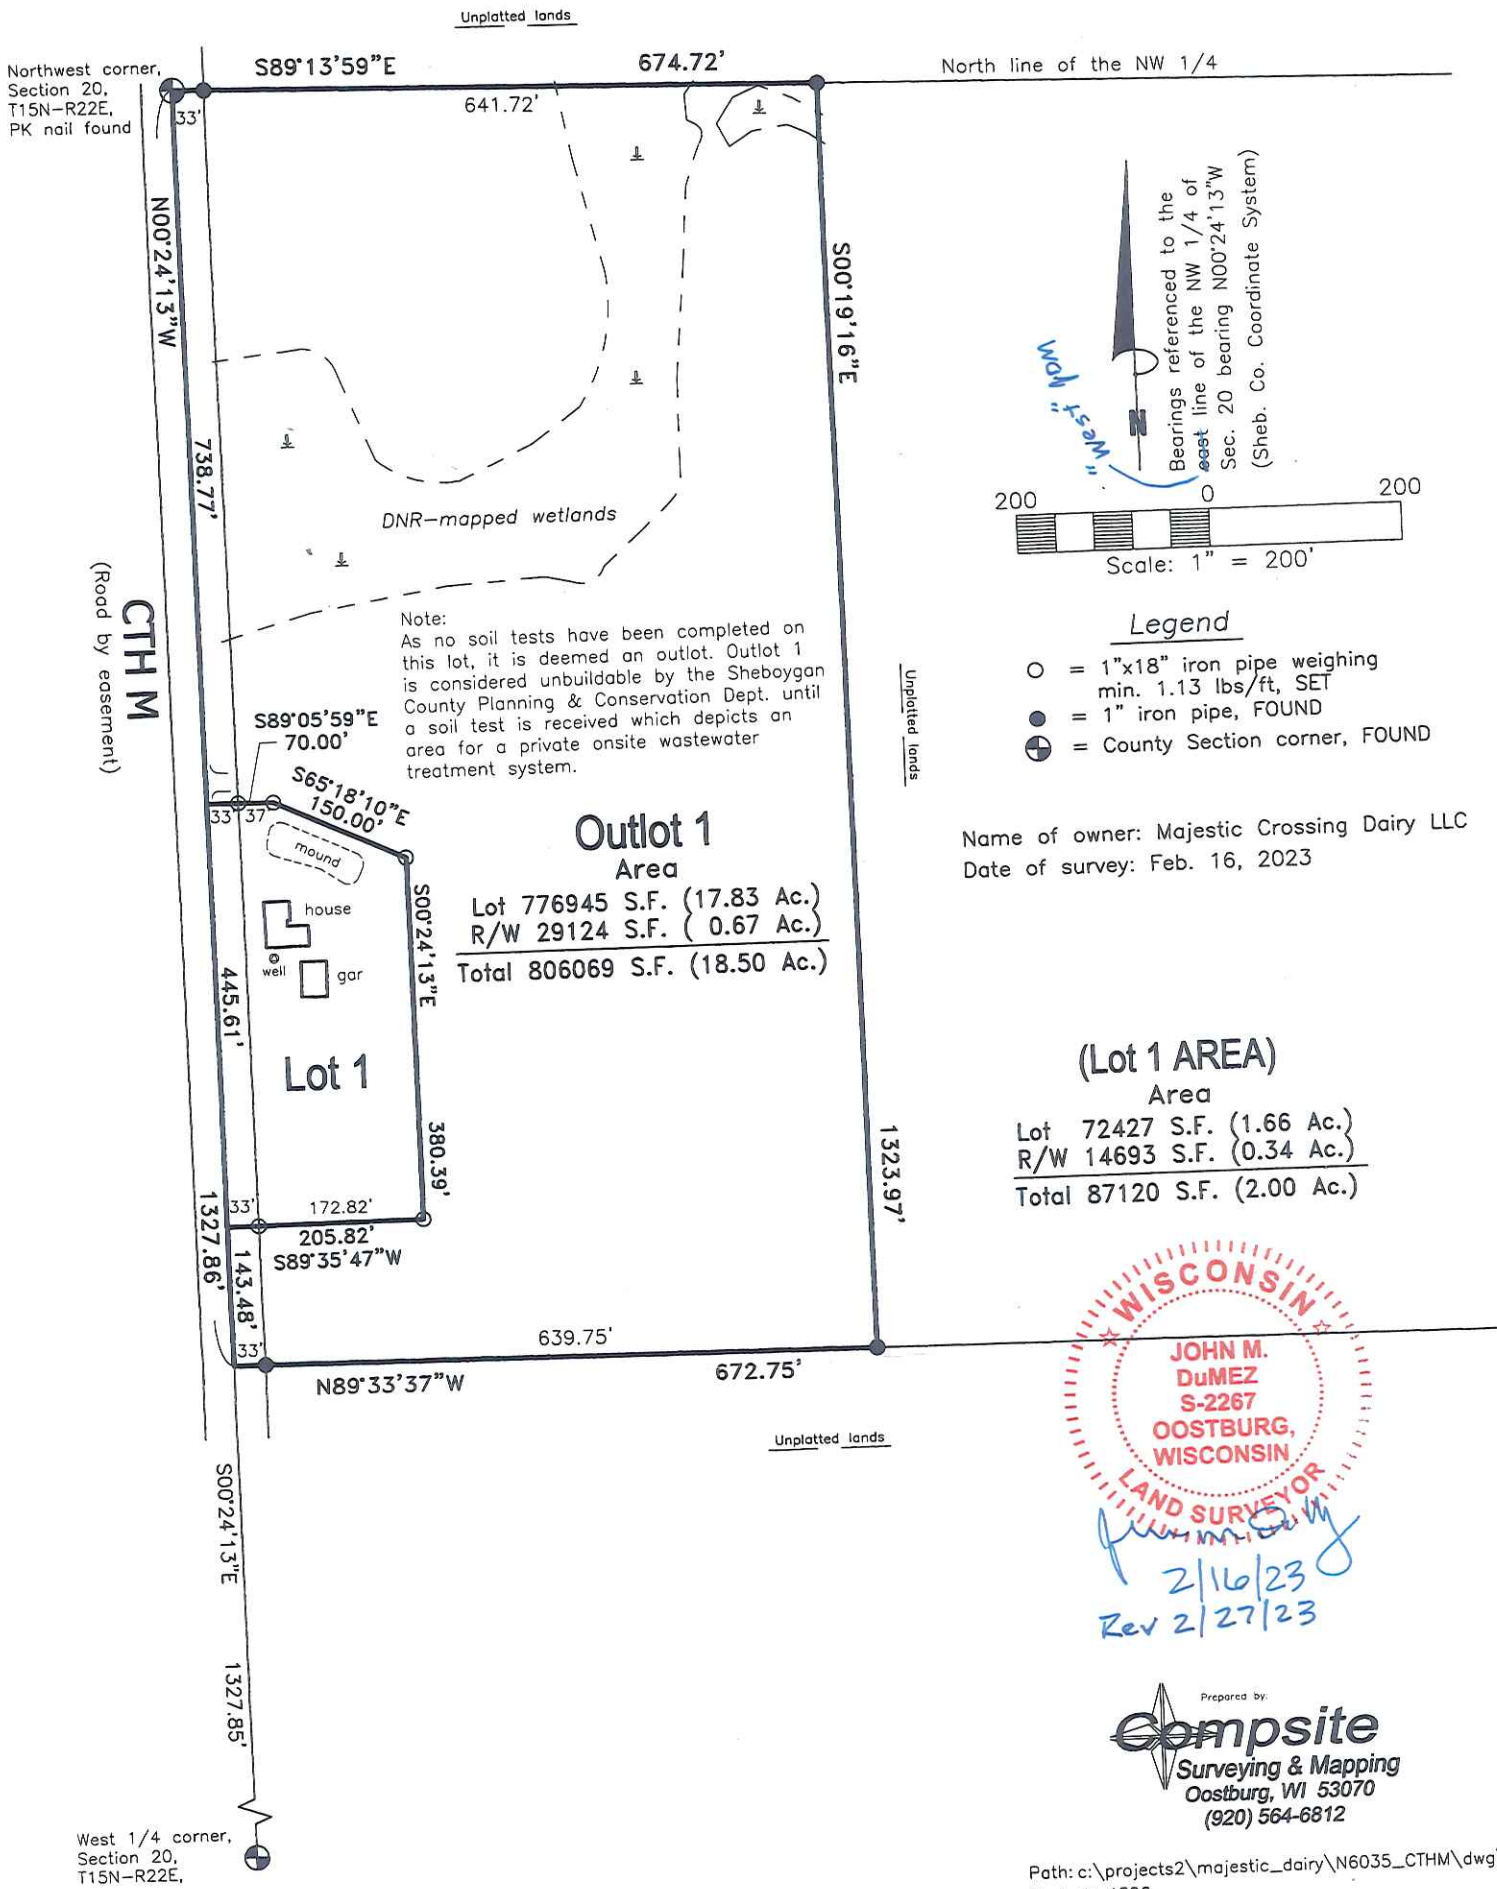 Unplatted lands
Northwest corner,
Section 20,
T15N-R22E,
PK nail found
S89°13'59"E
674.72'
North line of the NW 1/4
33'
641.72'
N00°24'13"W
738.77'
S00°19'16"E
1323.97'
Bearings referenced to the
east line of the NW 1/4 of
Sec. 20 bearing N00°24'13"W
(Sheb. Co. Coordinate System)
"West"
N
200 0 200
Scale: 1" = 200'
DNR-mapped wetlands
Note:
As no soil tests have been completed on
this lot, it is deemed an outlot. Outlot 1
is considered unbuildable by the Sheboygan
County Planning & Conservation Dept. until
a soil test is received which depicts an
area for a private onsite wastewater
treatment system.
Legend
= 1"x18" iron pipe weighing
min. 1.13 lbs/ft, SET
= 1" iron pipe, FOUND
= County Section corner, FOUND
CTH M
(Road by easement)
Unplatted lands
S89°05'59"E
70.00'
S65°18'10"E
150.00'
33' 37'
mound
Outlot 1
Area
Lot 776945 S.F. (17.83 Ac.)
R/W 29124 S.F. ( 0.67 Ac.)
Total 806069 S.F. (18.50 Ac.)
Name of owner: Majestic Crossing Dairy LLC
Date of survey: Feb. 16, 2023
house
well
gar
S00°24'13"E
380.39'
445.61'
Lot 1
(Lot 1 AREA)
Area
Lot 72427 S.F. (1.66 Ac.)
R/W 14693 S.F. (0.34 Ac.)
Total 87120 S.F. (2.00 Ac.)
33'
172.82'
205.82'
S89°35'47"W
1327.86'
143.48'
33'
639.75'
N89°33'37"W
672.75'
Unplatted lands
WISCONSIN
JOHN M.
DuMEZ
S-2267
OOSTBURG,
WISCONSIN
LAND SURVEYOR
2/16/23
Rev 2/27/23
S00°24'13"E
1327.85'
West 1/4 corner,
Section 20,
T15N-R22E,
Prepared by:
Compsite
Surveying & Mapping
Oostburg, WI 53070
(920) 564-6812
Path: c:\projects2\majestic_dairy\N6035_CTHM\dwg